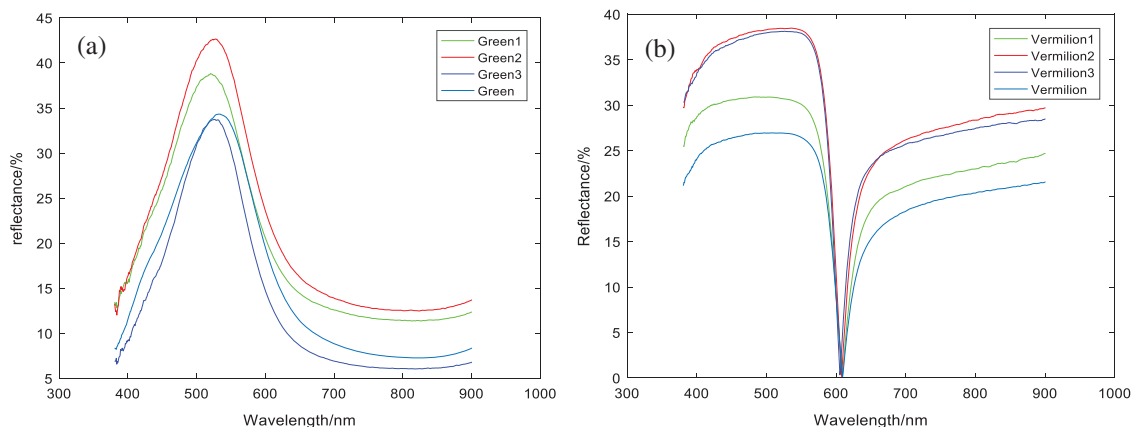 (a)
Green1
Green2
Green3
Green
45
40
35
30
25
20
15
10
5
300 400 500 600 700 800 900 1000
reflectance/%
Wavelength/nm
(b)
Vermilion1
Vermilion2
Vermilion3
Vermilion
40
35
30
25
20
15
10
5
0
300 400 500 600 700 800 900 1000
Reflectance/%
Wavelength/nm